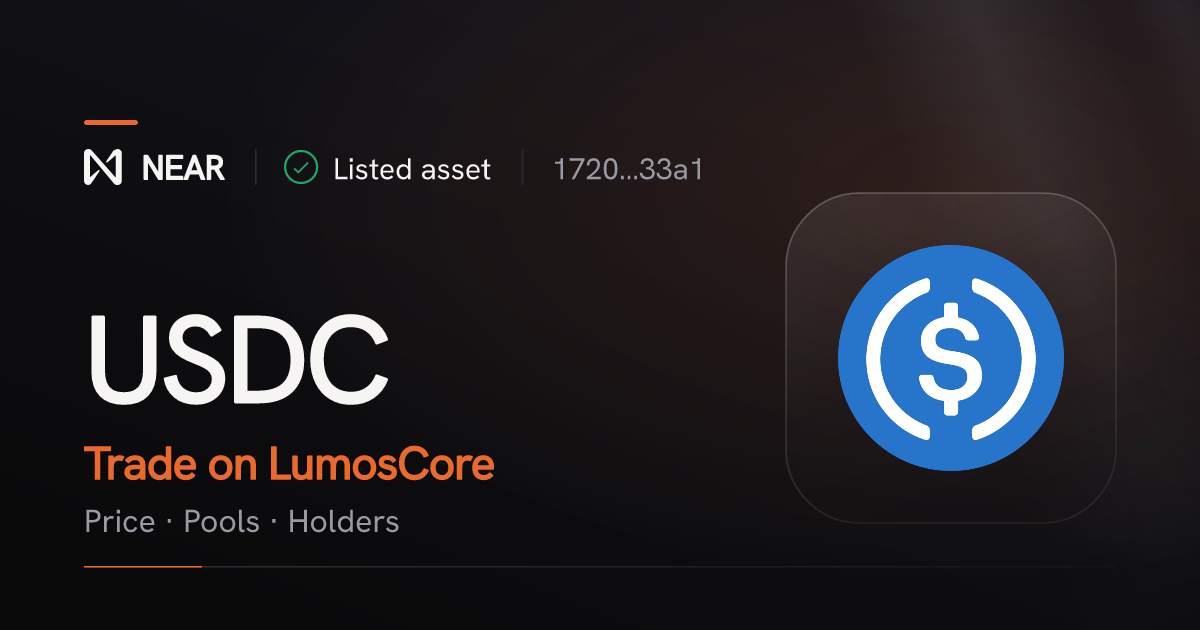 NEAR Listed asset 1720...33a1
USDC
Trade on LumosCore
Price · Pools · Holders
$